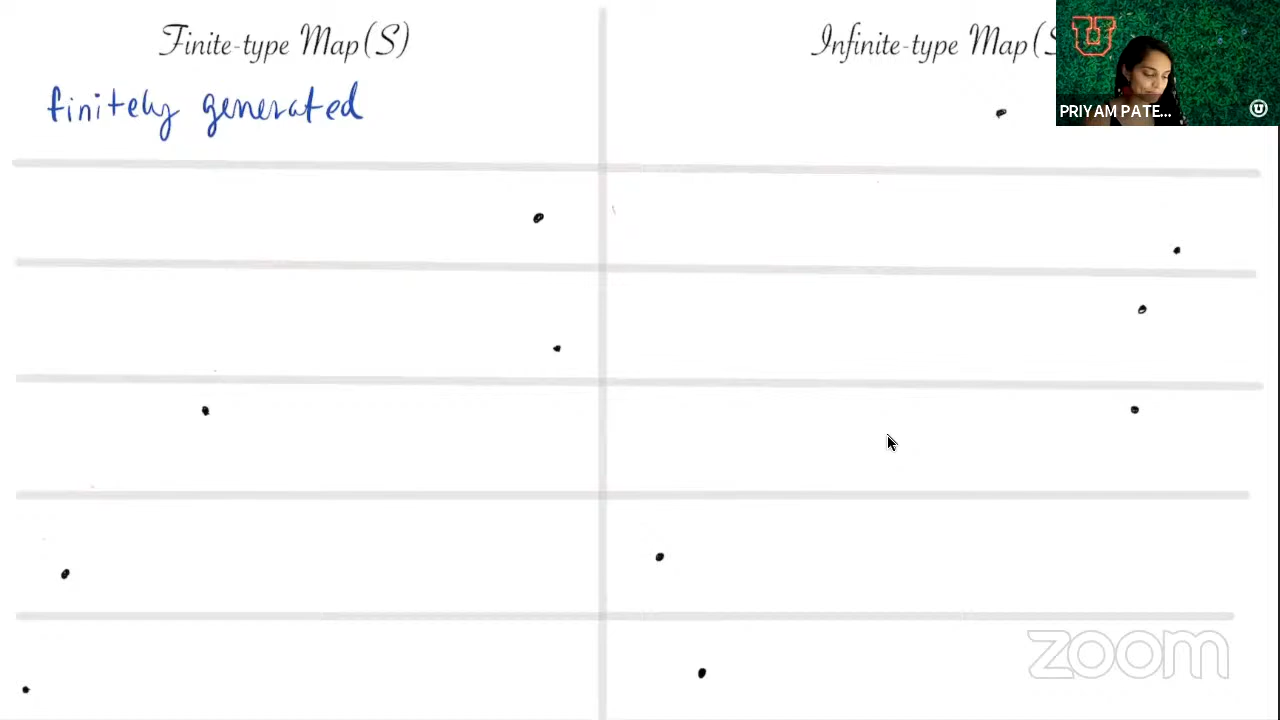 Finite-type Map(S)
Infinite-type Map(S
finitely generated
U
PRIYAM PATE...
zoom